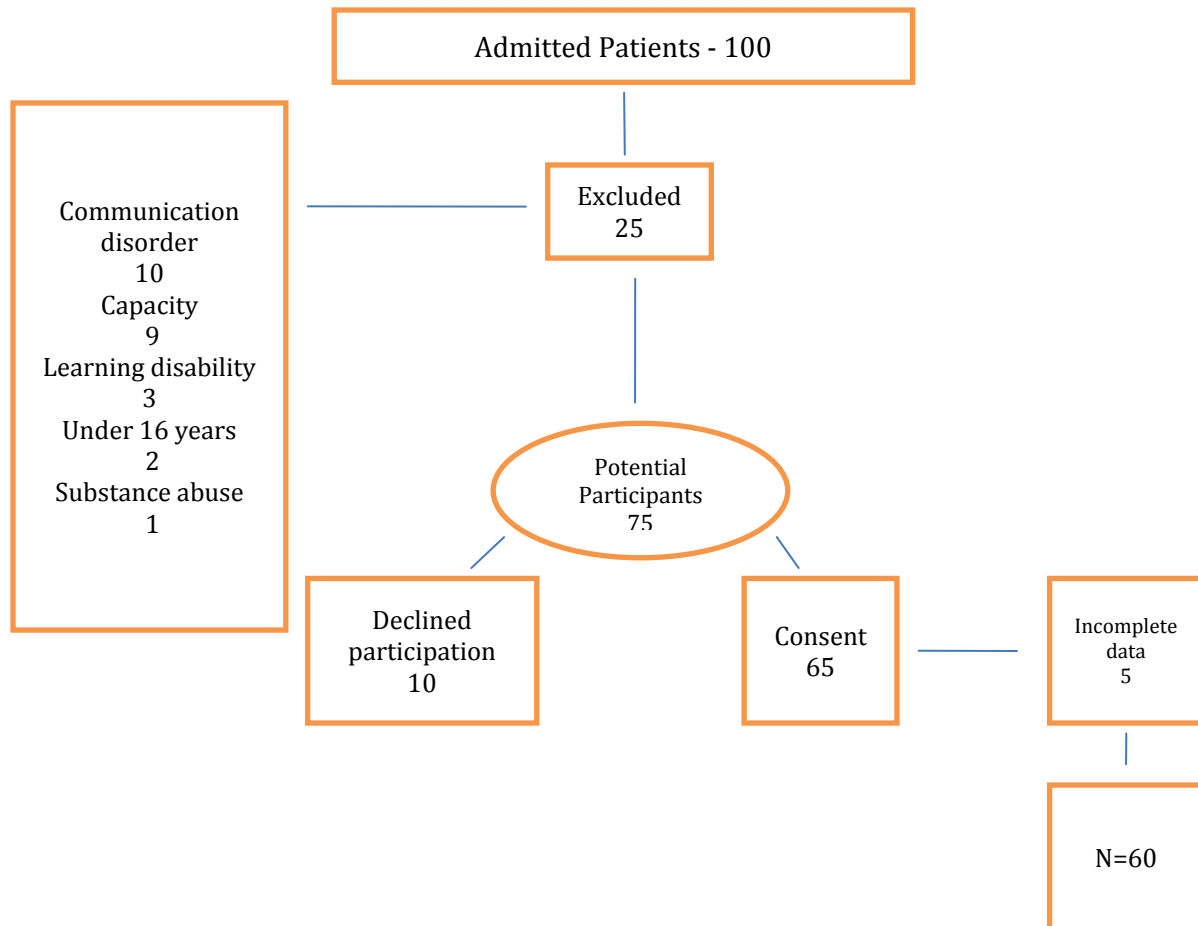 Admitted Patients - 100
Communication
disorder
10
Capacity
9
Learning disability
3
Under 16 years
2
Substance abuse
1
Excluded
25
Potential
Participants
75
Declined
participation
10
Consent
65
Incomplete
data
5
N=60